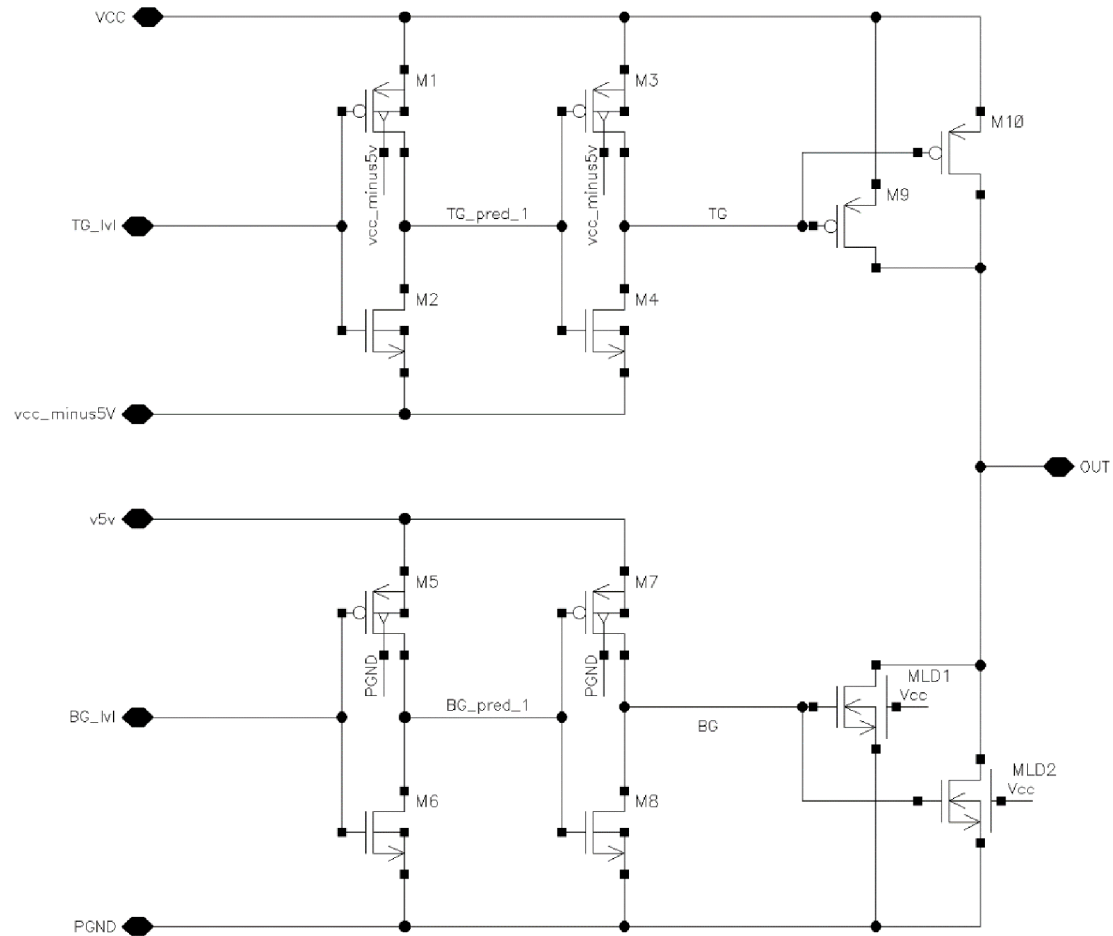 VCC
M1
M3
M10
vcc_minus5v
vcc_minus5v
M9
TG_lvl
TG_pred_1
TG
M2
M4
vcc_minus5V
OUT
v5v
M5
M7
PGND
PGND
MLD1
Vcc
BG_lvl
BG_pred_1
BG
MLD2
Vcc
M6
M8
PGND